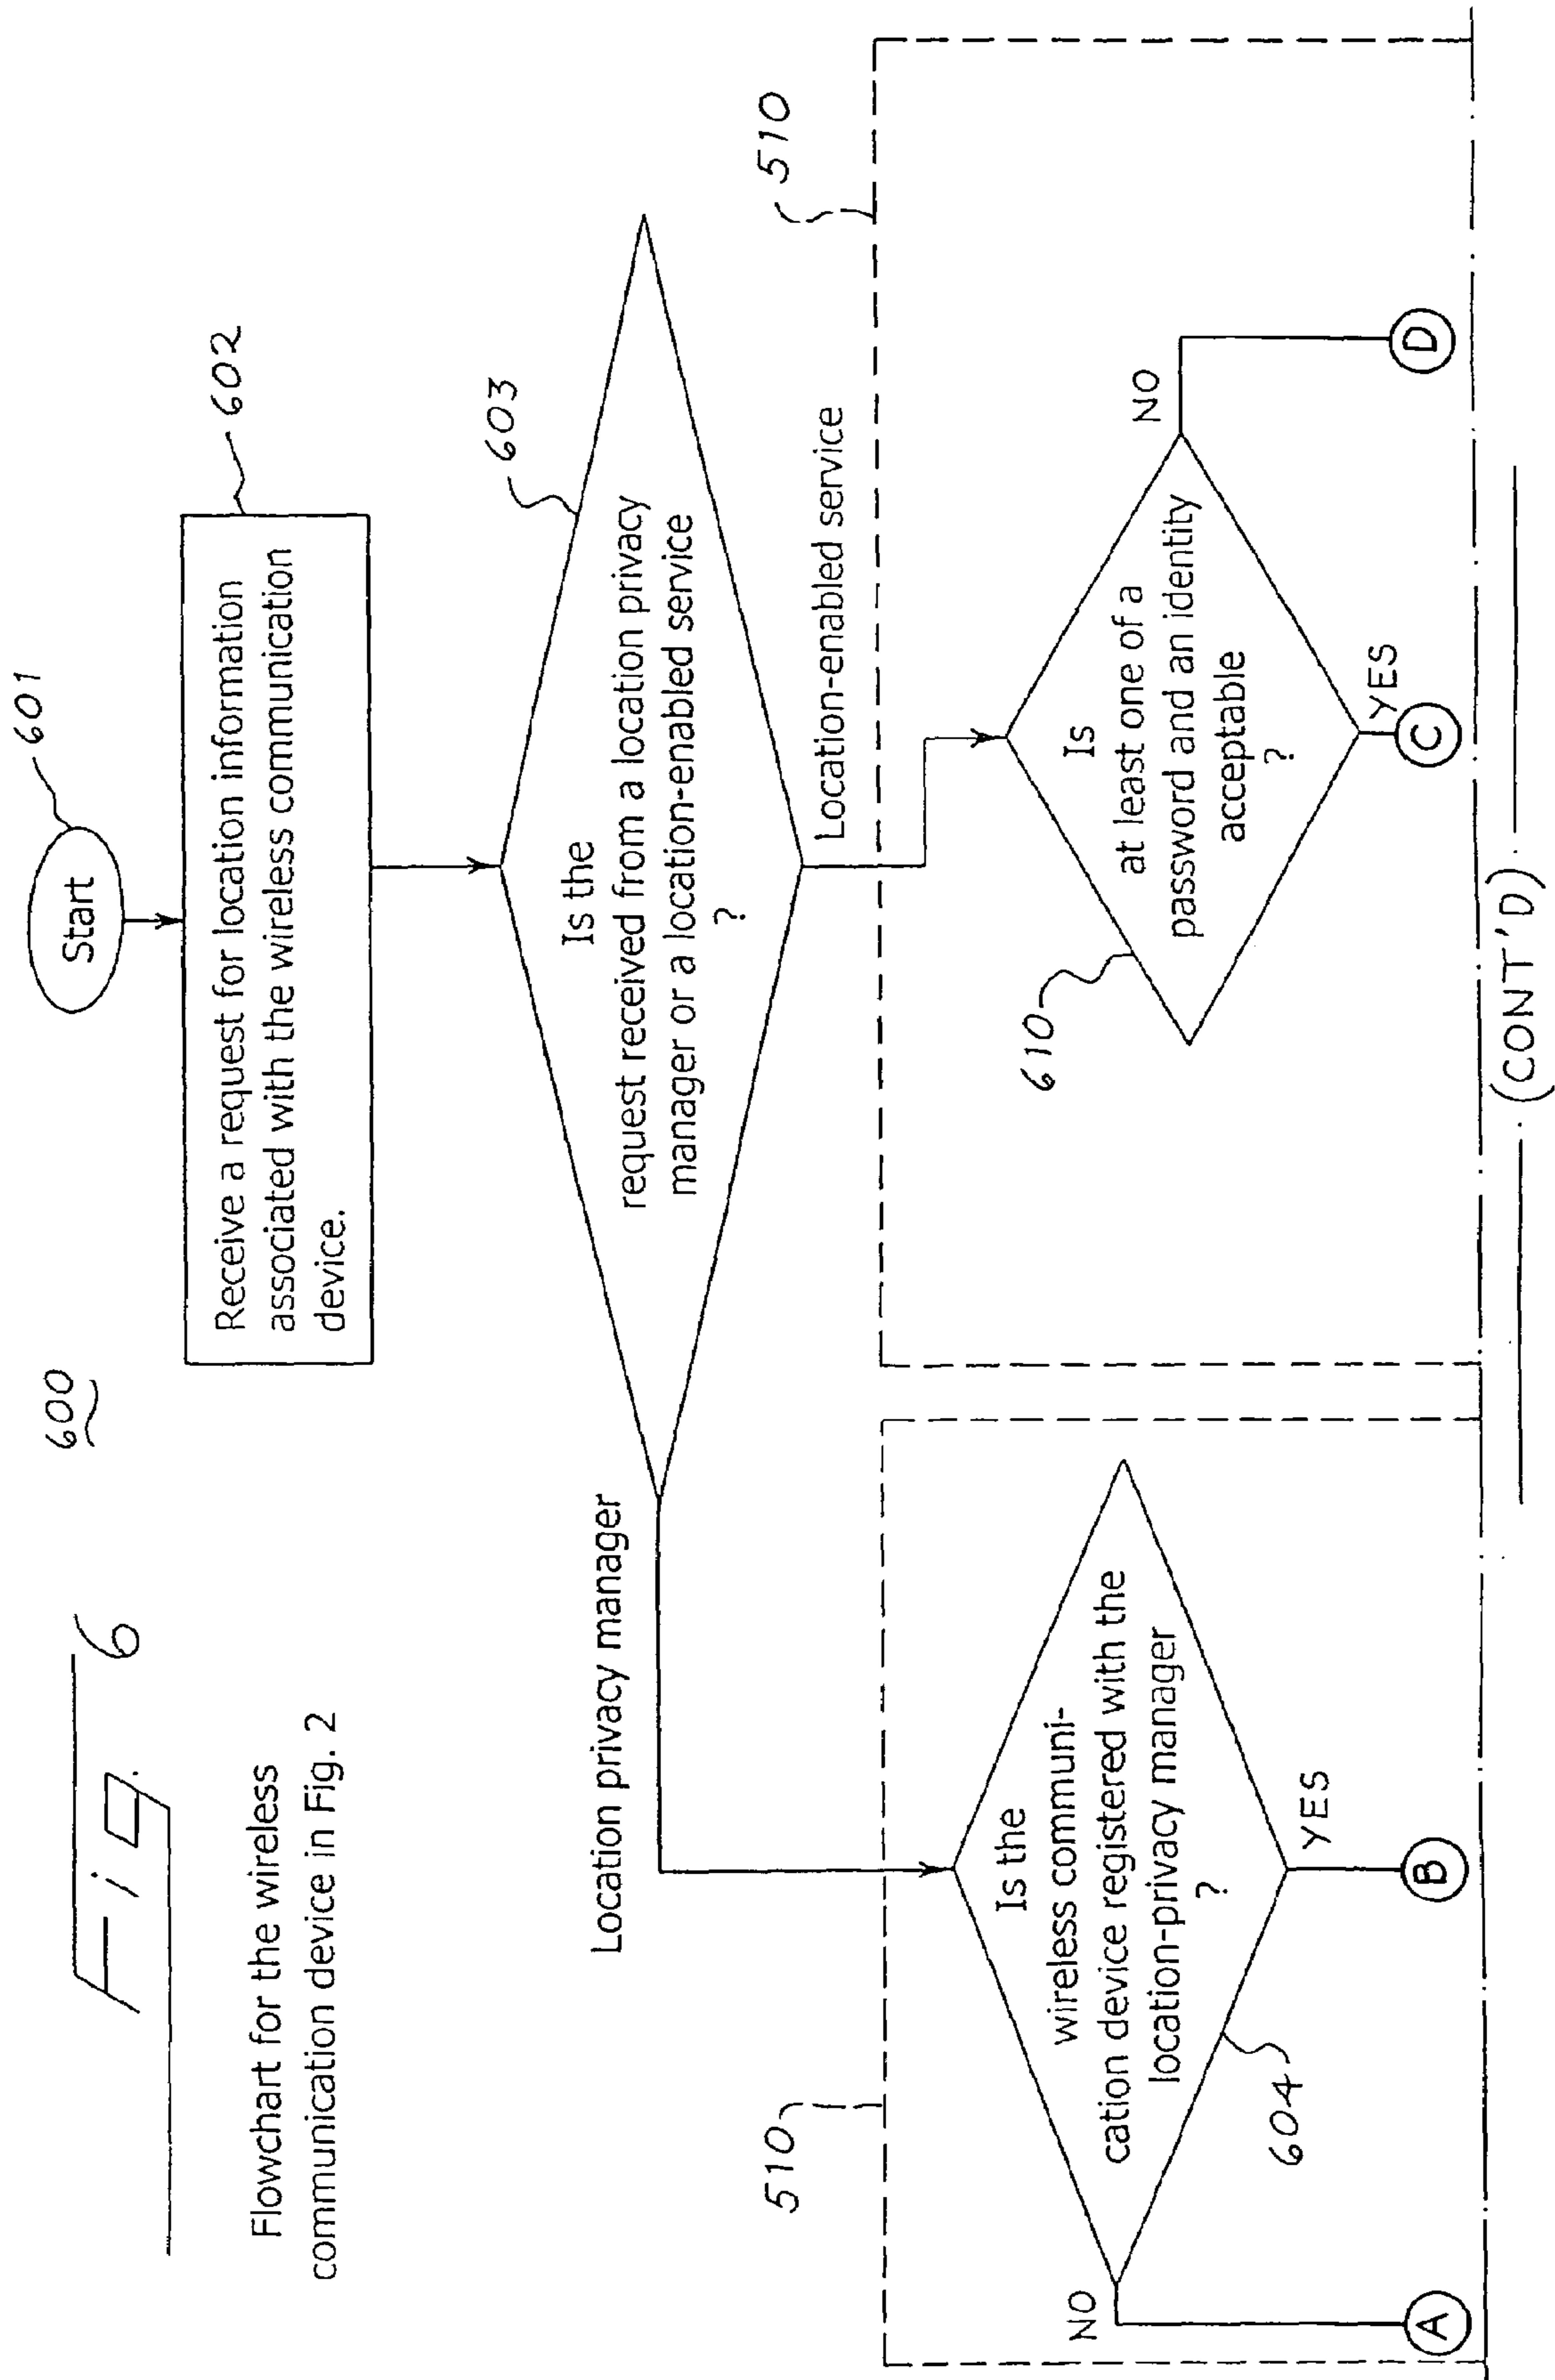 Fig. 6
600
Flowchart for the wireless
communication device in Fig. 2
601
Start
602
Receive a request for location information
associated with the wireless communication
device.
603
Is the
request received from a location privacy
manager or a location-enabled service
?
Location privacy manager
Location-enabled service
510
510
Is the
wireless communi-
cation device registered with the
location-privacy manager
?
604
NO
YES
A
B
610
Is
at least one of a
password and an identity
acceptable
?
NO
YES
C
D
(CONT'D)